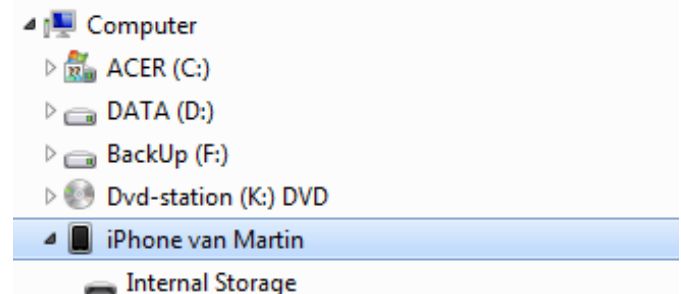 Computer
ACER (C:)
DATA (D:)
BackUp (F:)
Dvd-station (K:) DVD
iPhone van Martin
Internal Storage